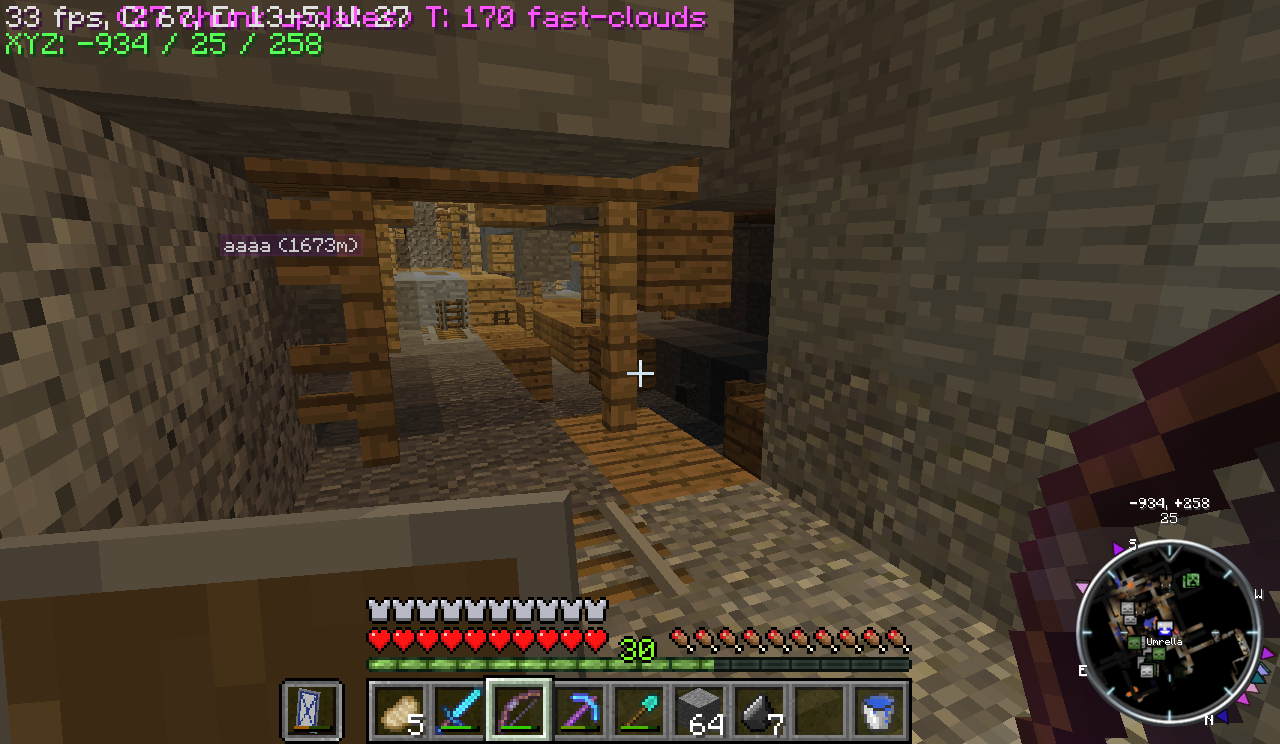 33 fps, T: 170 fast-clouds
XYZ: -934 / 25 / 258
aaaa (1673m)
-934, +258
25
S
W
Umrella
E
N
30
5
64
7